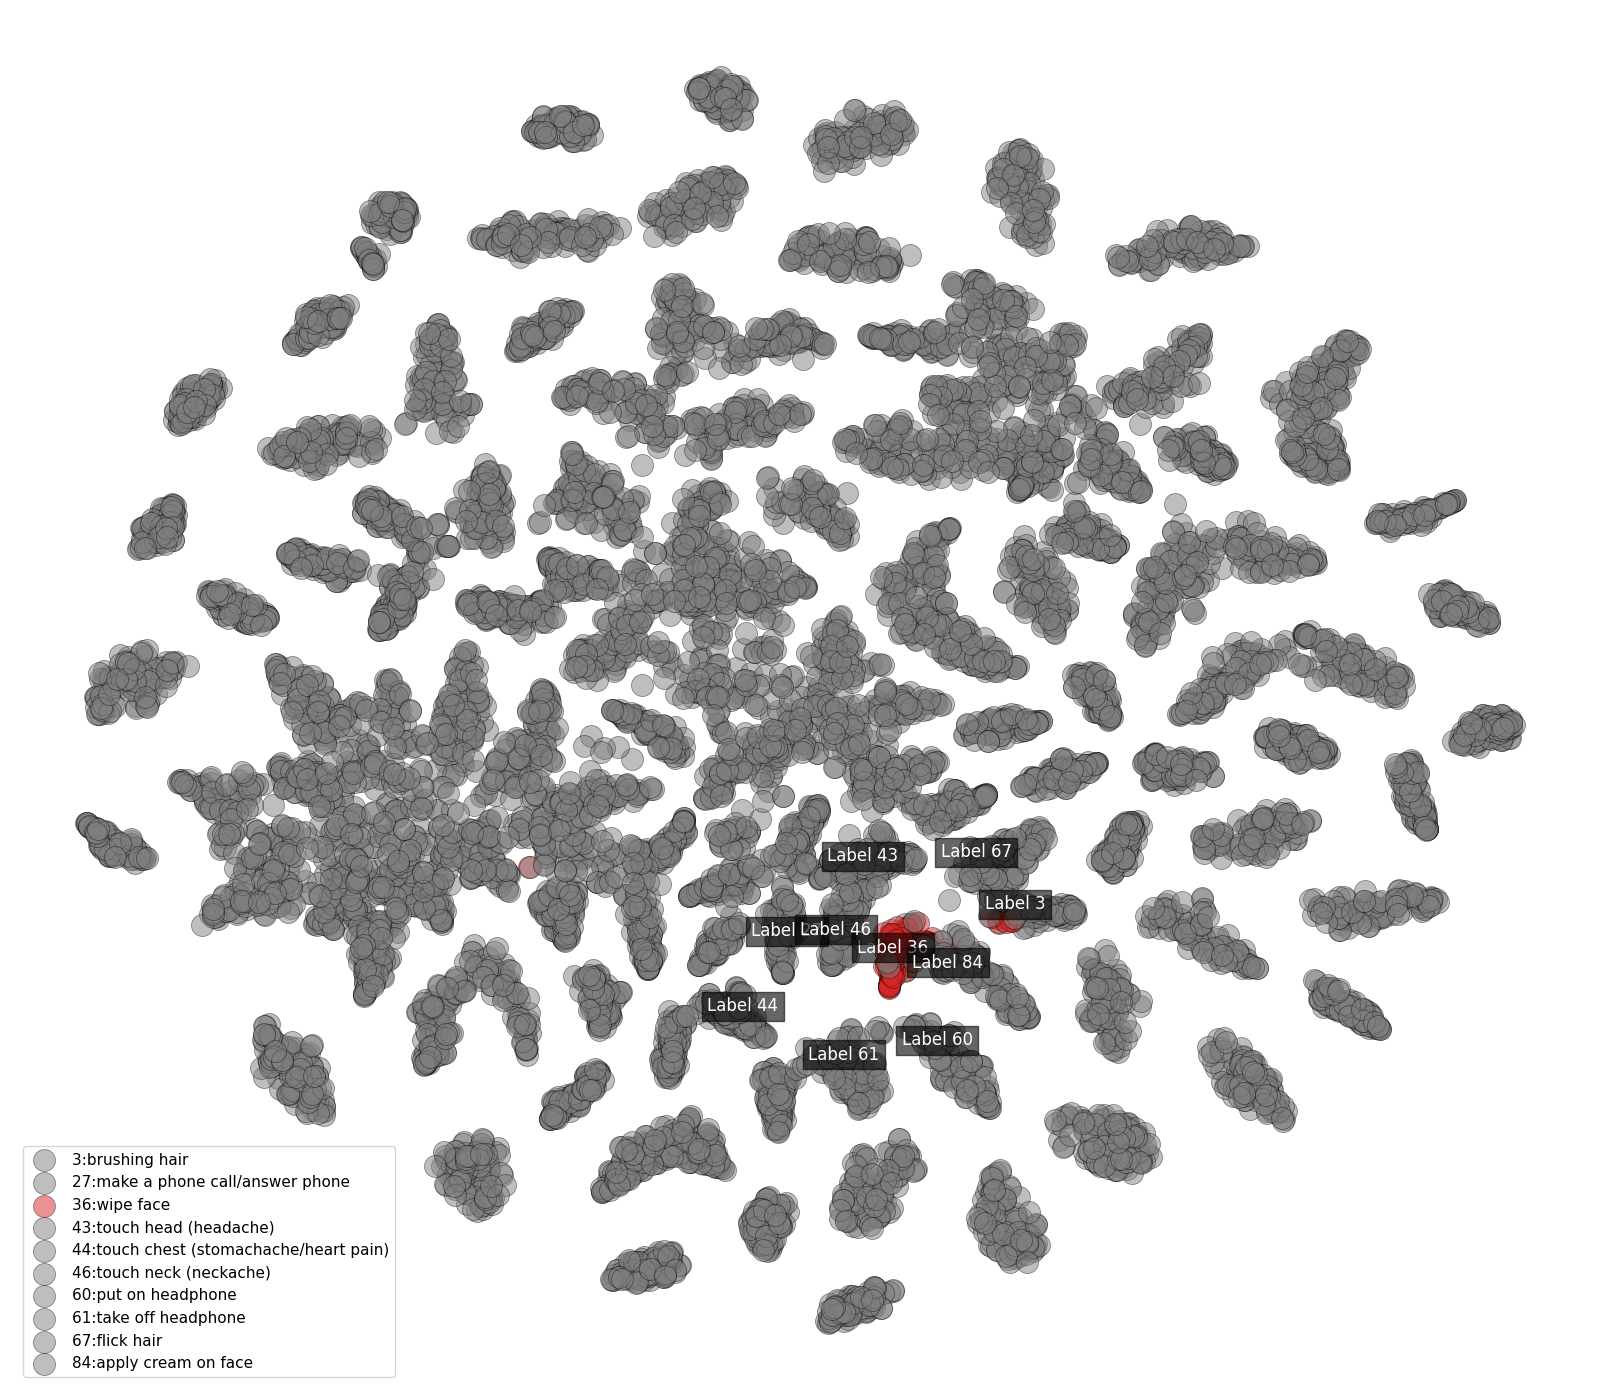 Label 43
Label 67
Label 3
Label
Label 46
Label 36
Label 84
Label 44
Label 60
Label 61
3:brushing hair
27:make a phone call/answer phone
36:wipe face
43:touch head (headache)
44:touch chest (stomachache/heart pain)
46:touch neck (neckache)
60:put on headphone
61:take off headphone
67:flick hair
84:apply cream on face